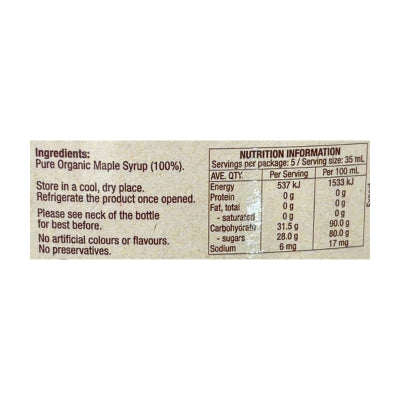 Ingredients:
Pure Organic Maple Syrup (100%).
Store in a cool, dry place.
Refrigerate the product once opened.
Please see neck of the bottle
for best before.
No artificial colours or flavours.
No preservatives.
NUTRITION INFORMATION
Servings per package: 5 / Serving size: 35 mL
AVE. QTY. Per Serving Per 100 mL
Energy 537 kJ 1533 kJ
Protein 0 g 0 g
Fat, total 0 g 0 g
- saturated 0 g 0 g
Carbohydrate 31.5 g 90.0 g
- sugars 28.0 g 80.0 g
Sodium 6 mg 17 mg